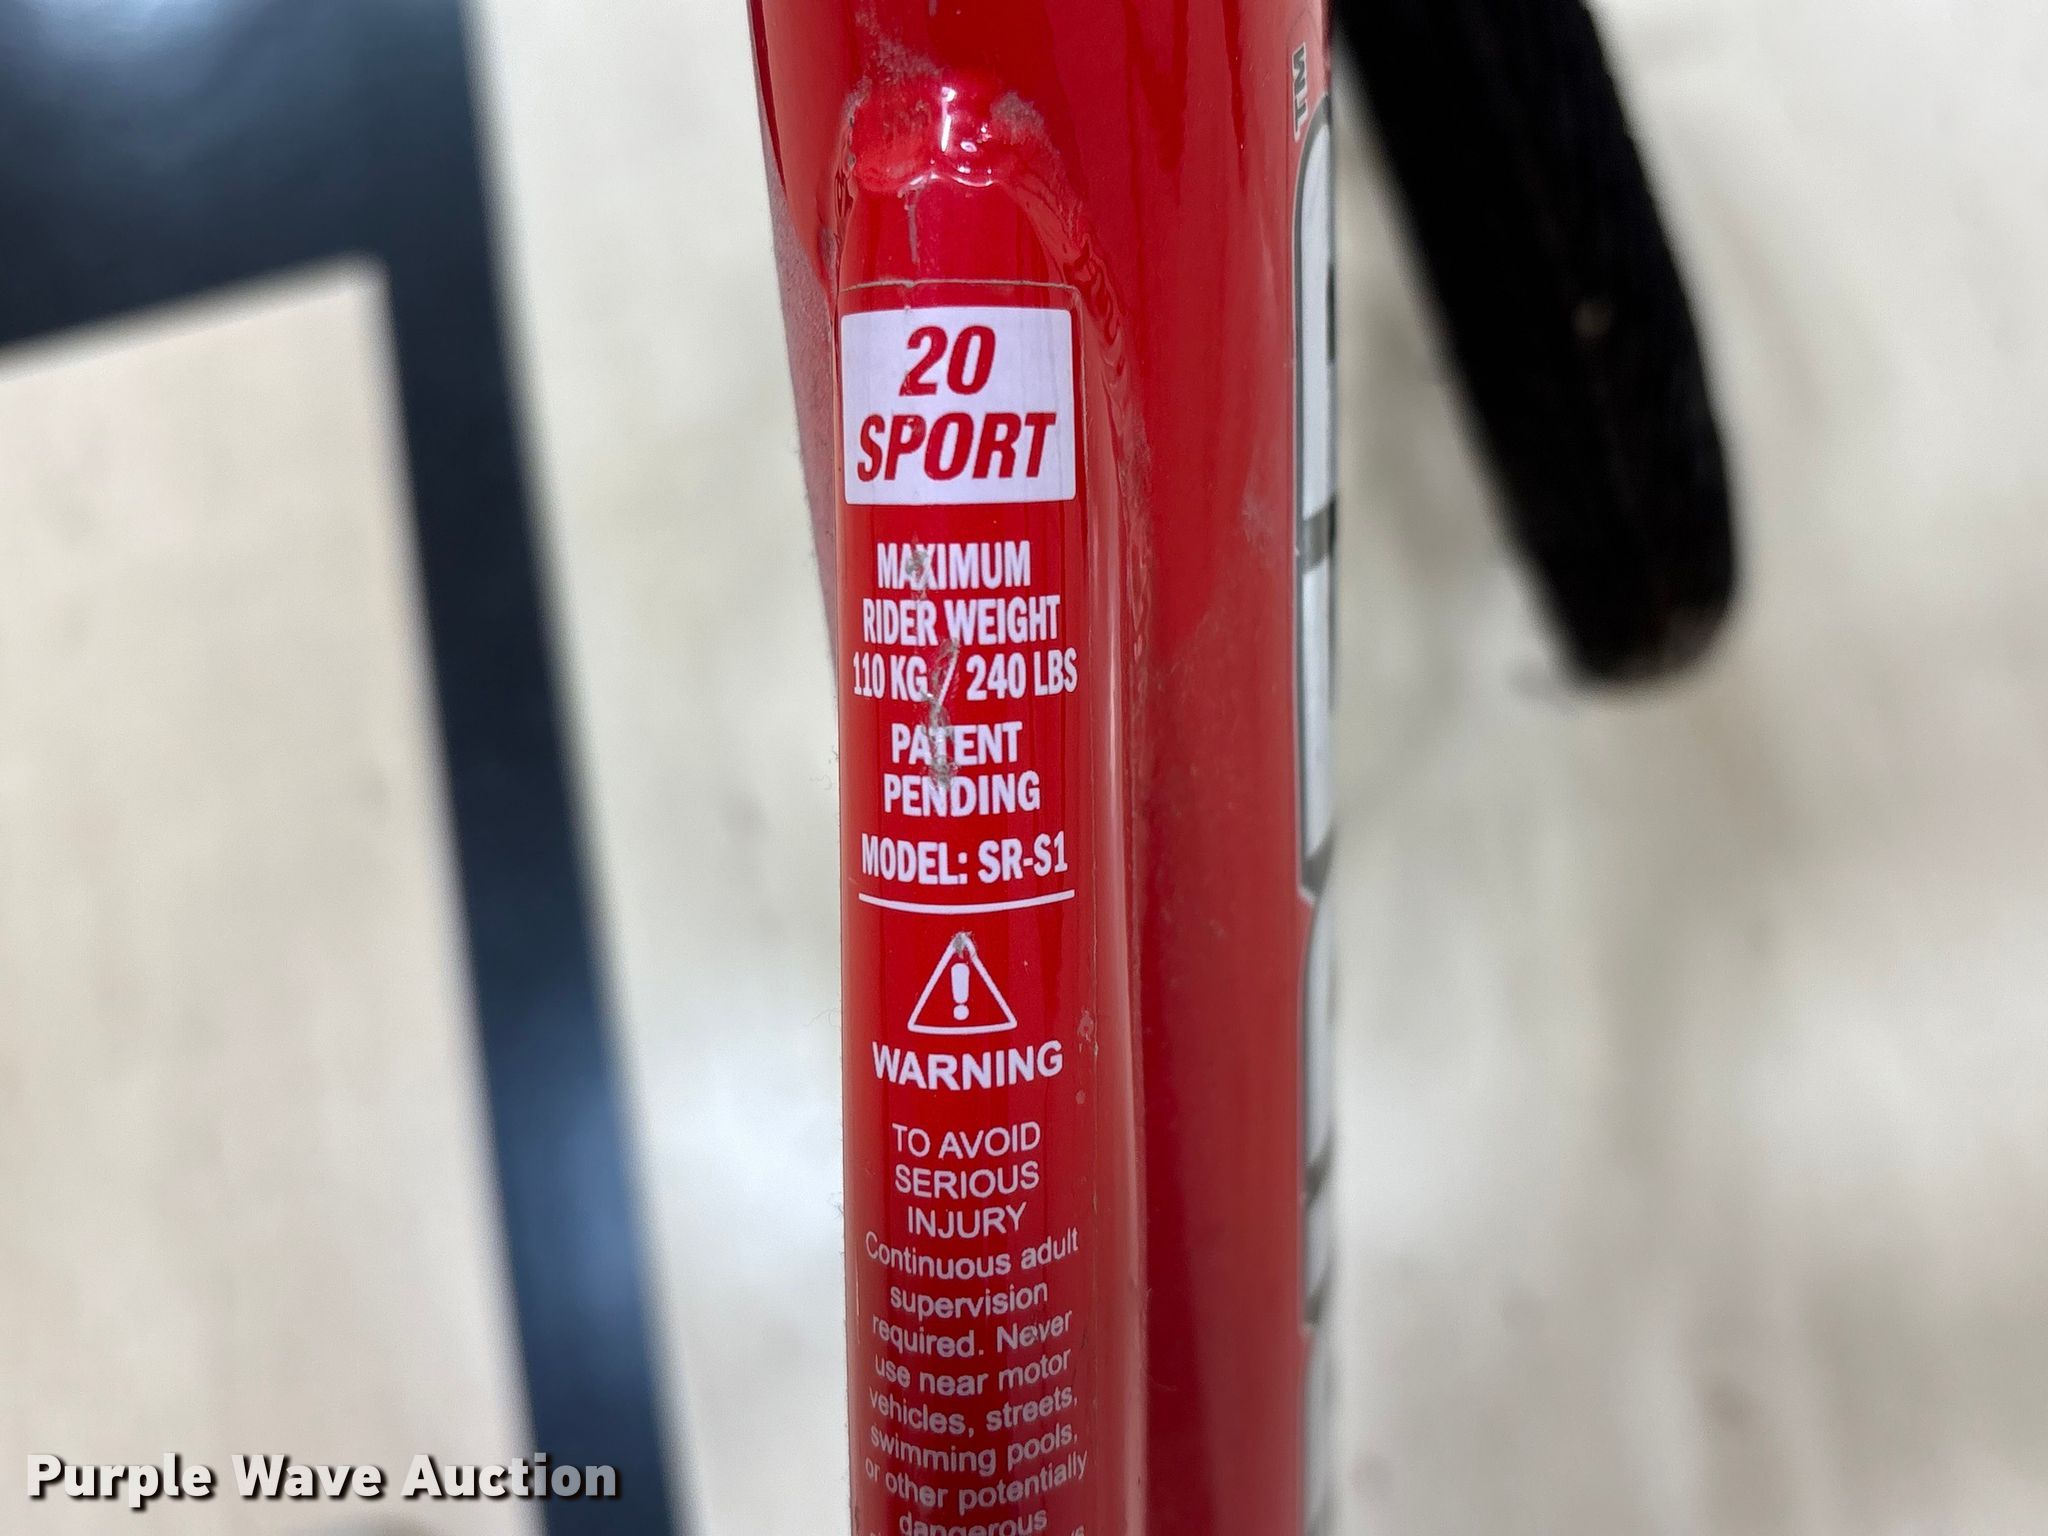 TM
20
SPORT
MAXIMUM
RIDER WEIGHT
110 KG / 240 LBS
PATENT
PENDING
MODEL: SR-S1
WARNING
TO AVOID
SERIOUS
INJURY
Continuous adult
supervision
required. Never
use near motor
vehicles, streets,
swimming pools,
or other potentially
dangerous
Purple Wave Auction